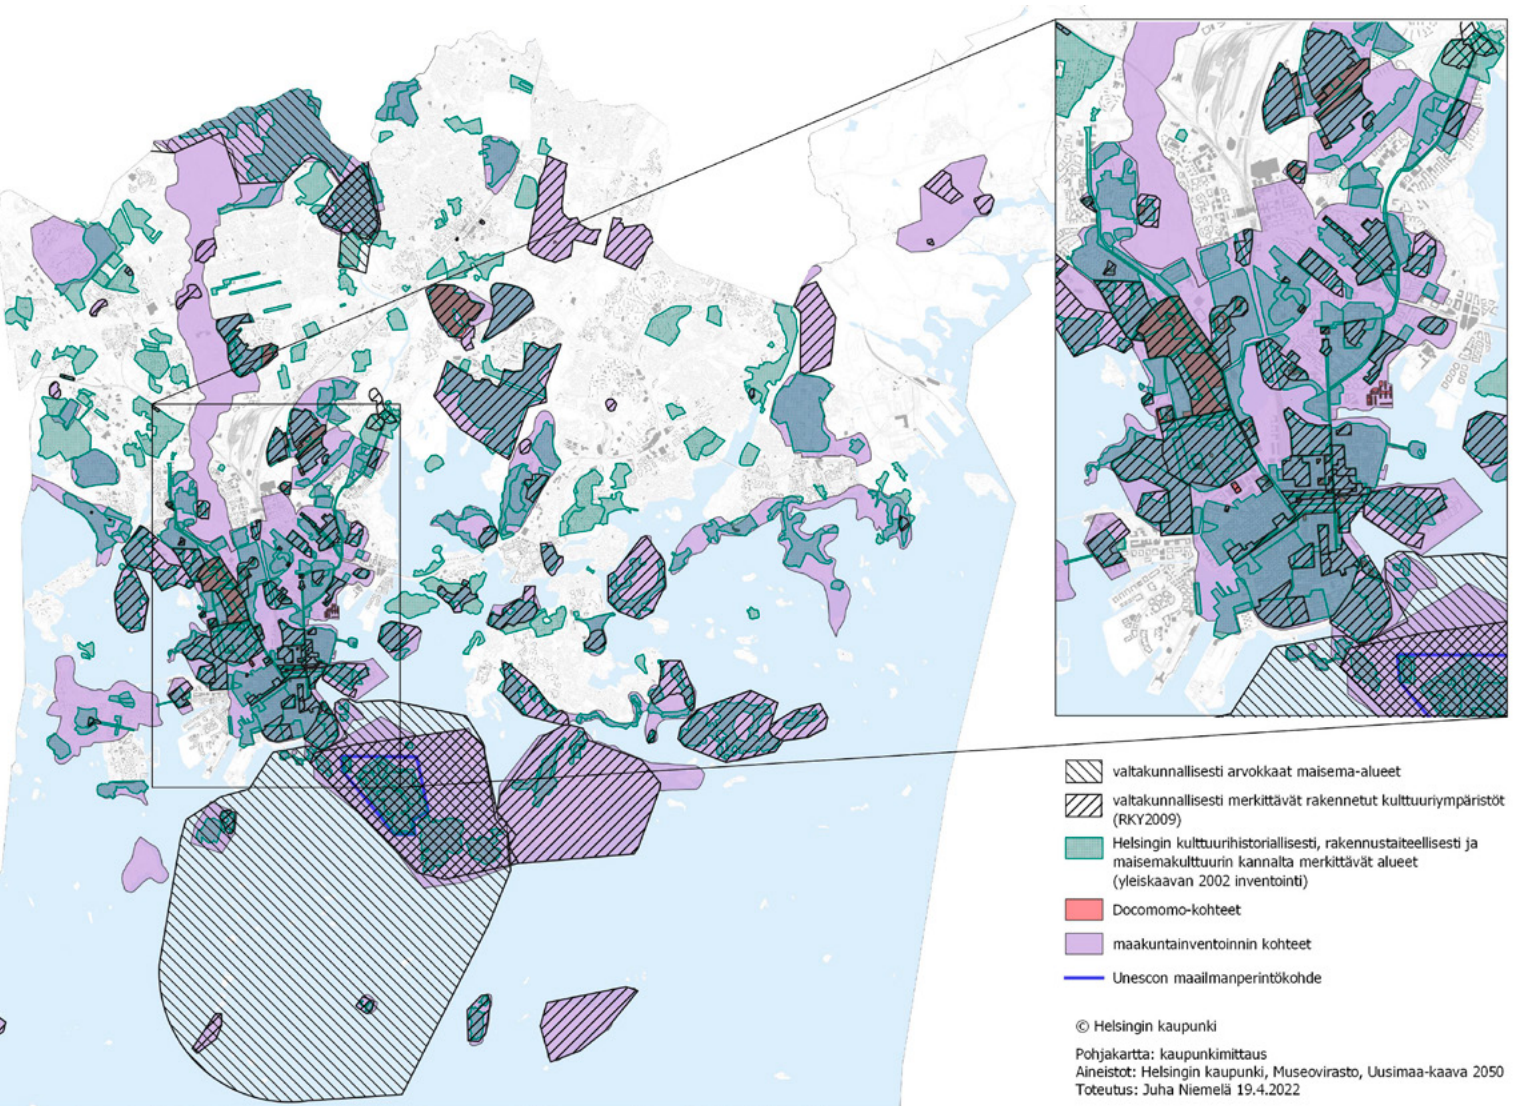 valtakunnallisesti arvokkaat maisema-alueet
valtakunnallisesti merkittävät rakennetut kulttuuriympäristöt
(RKY2009)
Helsingin kulttuurihistoriallisesti, rakennustaiteellisesti ja
maisemakulttuurin kannalta merkittävät alueet
(yleiskaavan 2002 inventointi)
Docomomo-kohteet
maakuntainventoinnin kohteet
Unescon maailmanperintökohde
© Helsingin kaupunki
Pohjakartta: kaupunkimittaus
Aineistot: Helsingin kaupunki, Museovirasto, Uusimaa-kaava 2050
Toteutus: Juha Niemelä 19.4.2022